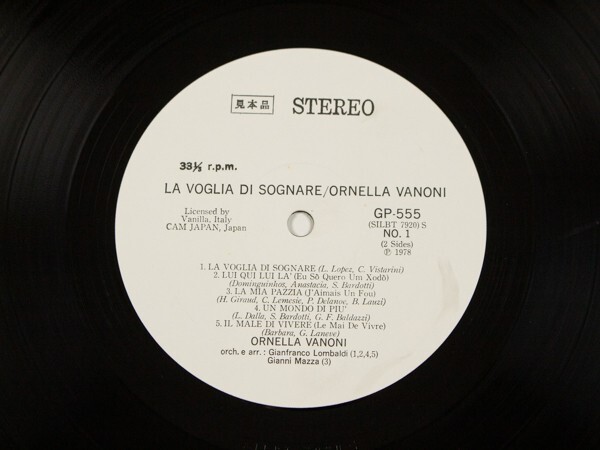 見本品 STEREO
33⅓ r.p.m.
LA VOGLIA DI SOGNARE/ORNELLA VANONI
Licensed by
Vanilla, Italy
CAM JAPAN, Japan
GP-555
(SILBT 7920) S
NO. 1
(2 Sides)
℗ 1978
1. LA VOGLIA DI SOGNARE (L. Lopez, C. Vistarini)
2. LUI QUI LUI LA' (Eu Sô Quero Um Xodô)
(Dominguinhos, Anastacia, S. Bardotti)
3. LA MIA PAZZIA (J'Aimais Un Fou)
(H. Giraud, C. Lemesle, P. Delanoe, B. Lauzi)
4. UN MONDO DI PIU'
(L. Dalla, S. Bardotti, G. F. Baldazzi)
5. IL MALE DI VIVERE (Le Mai De Vivre)
(Barbara, G. Laneve)
ORNELLA VANONI
orch. e arr.: Gianfranco Lombaldi (1,2,4,5)
Gianni Mazza (3)